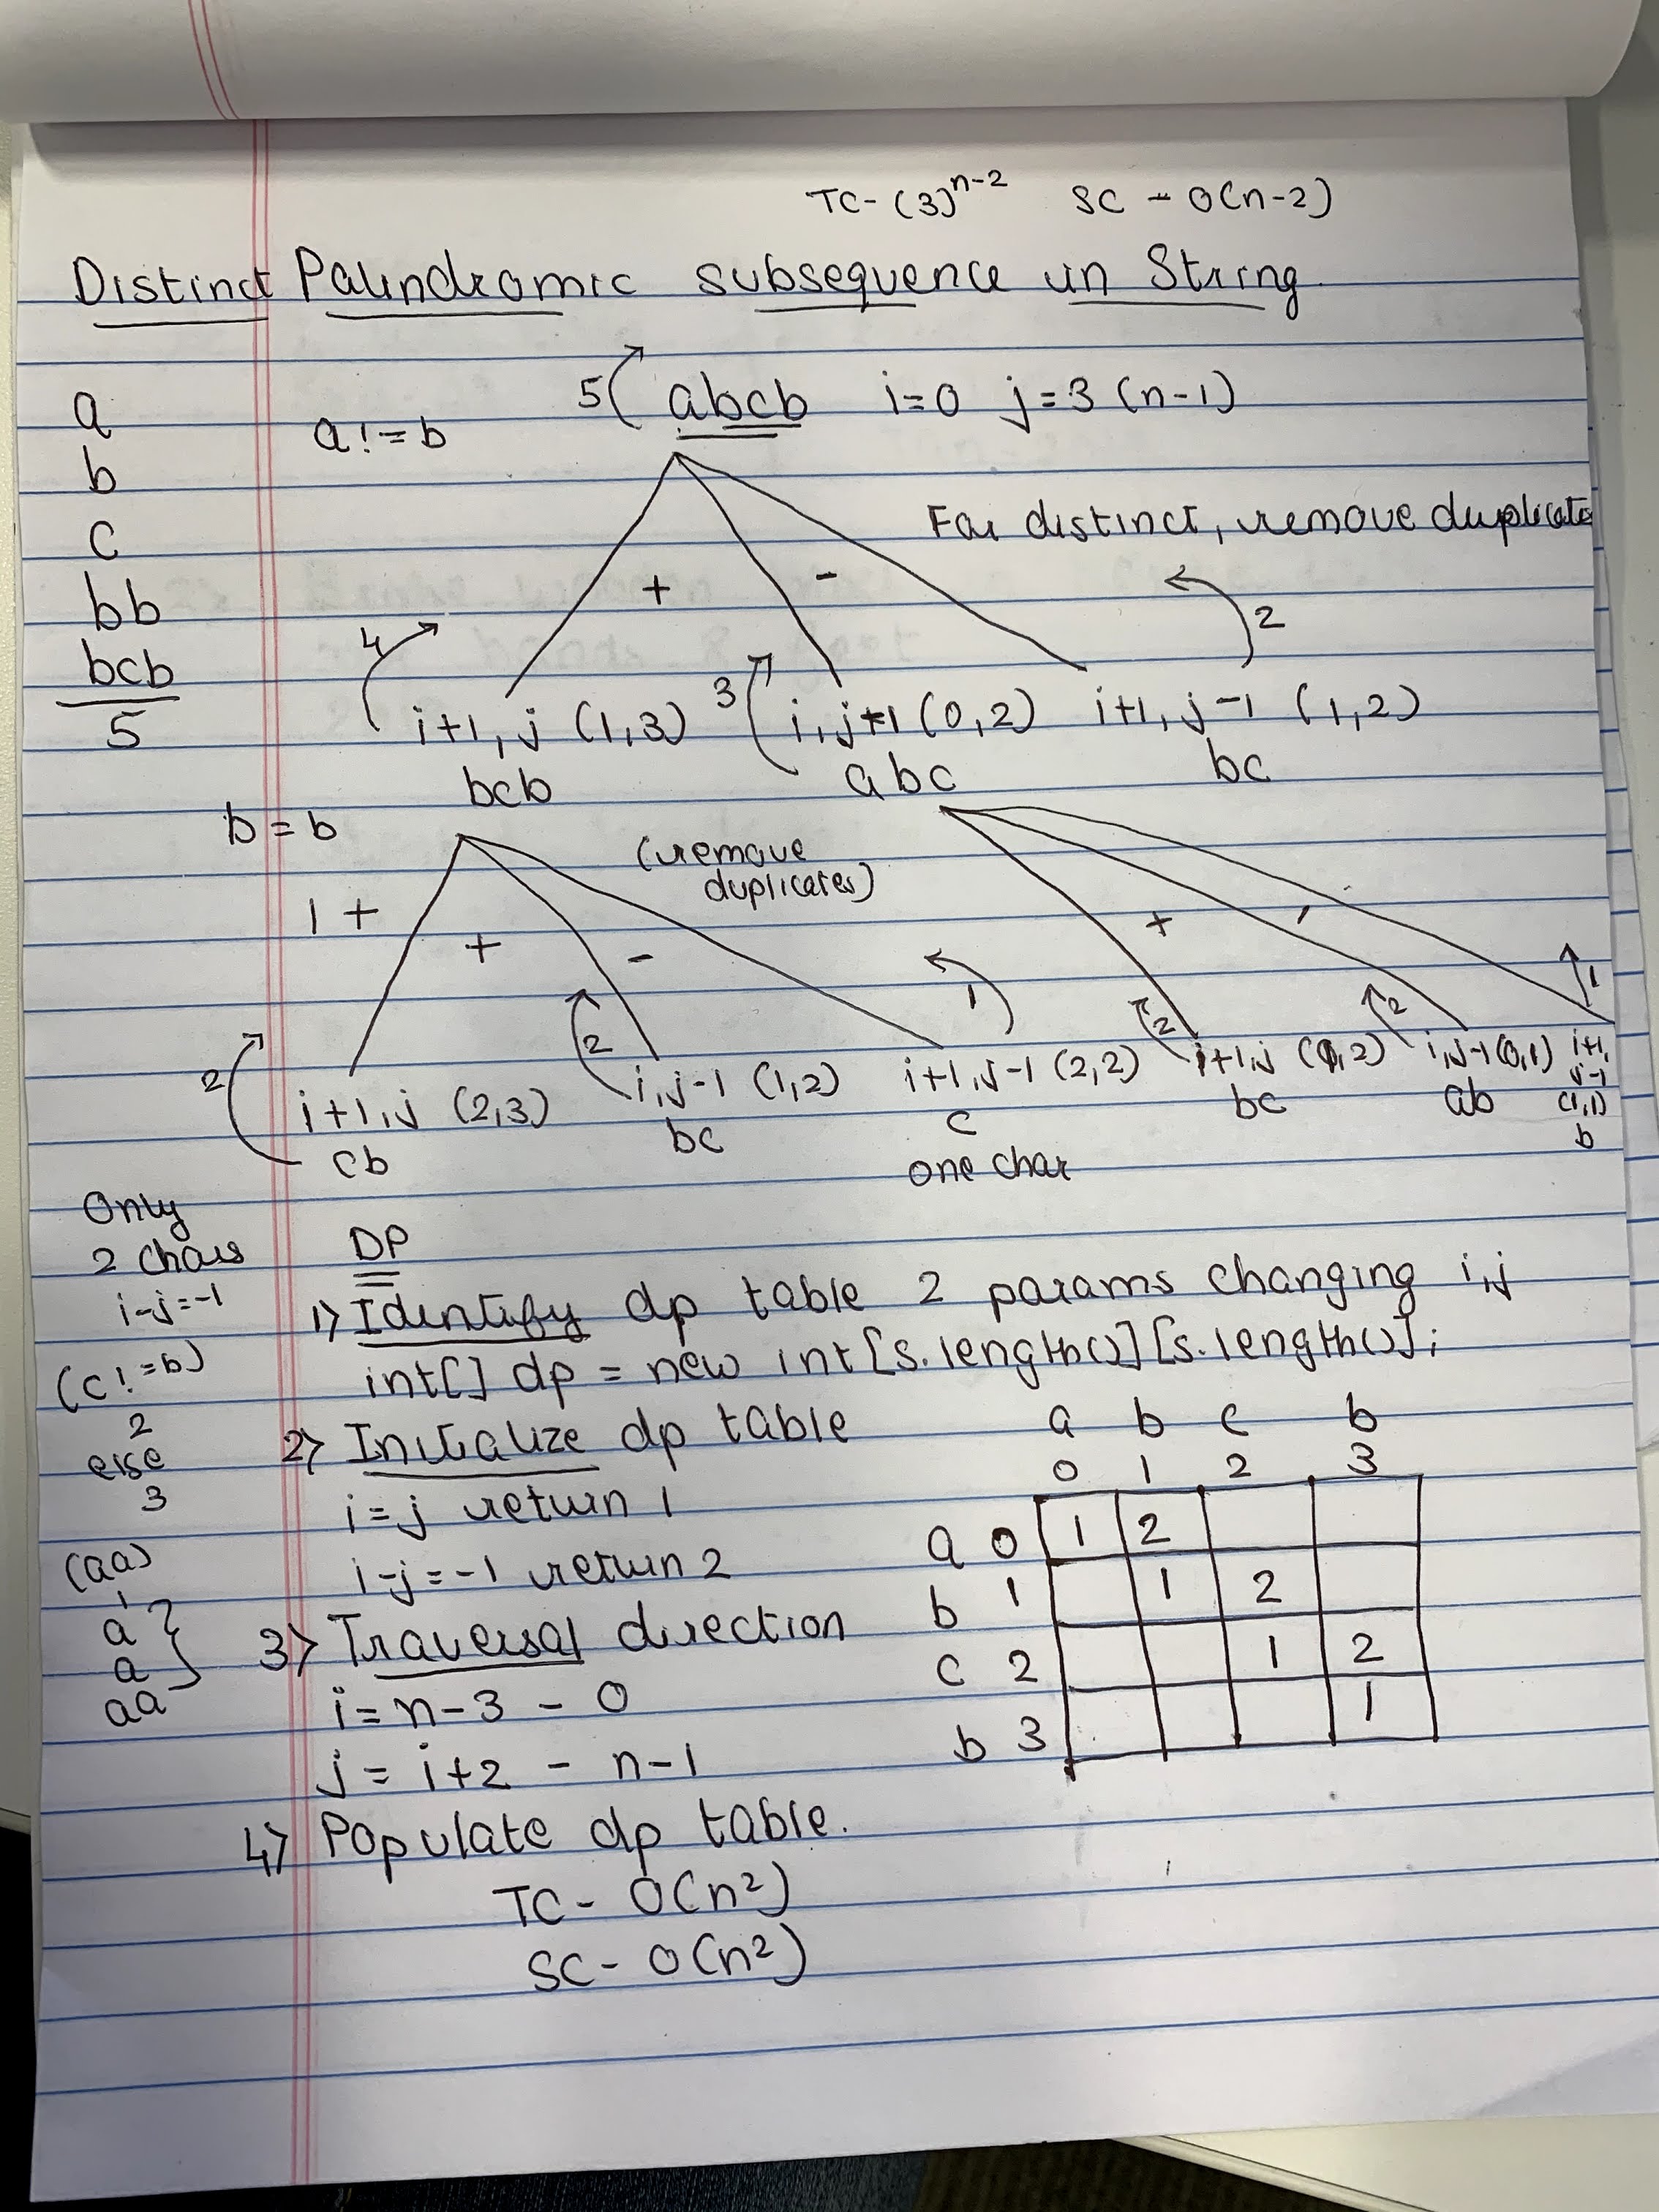 TC - (3)^n-2 SC - O(n-2)
Distinct Palindromic subsequence in String
5 abcb i=0 j=3 (n-1)
a
b
c
bb
bcb
5
a != b
For distinct, remove duplicates
+ -
4 3 2
i+1, j (1,3) i, j-1 (0,2) i+1, j-1 (1,2)
bcb abc bc
b = b
(remove
duplicates)
1 + + - + -
2 2 1 2 2 1
i+1, j (2,3) i, j-1 (1,2) i+1, j-1 (2,2) i+1, j (1,2) i, j-1 (0,1) i+1,
j-1
(1,1)
b
cb bc c bc ab
one char
Only
2 chars
i-j=-1
(c != b)
2
else
3
(aa)
a
a
aa
DP
1) Identify dp table 2 params changing i,j
int[] dp = new int[s.length()][s.length()];
2) Initialize dp table
i=j return 1
i-j=-1 return 2
3) Traversal direction
i = n-3 - 0
j = i+2 - n-1
4) Populate dp table.
TC - O(n²)
SC - O(n²)
a b c b
0 1 2 3
a 0 1 2
b 1 1 2
c 2 1 2
b 3 1